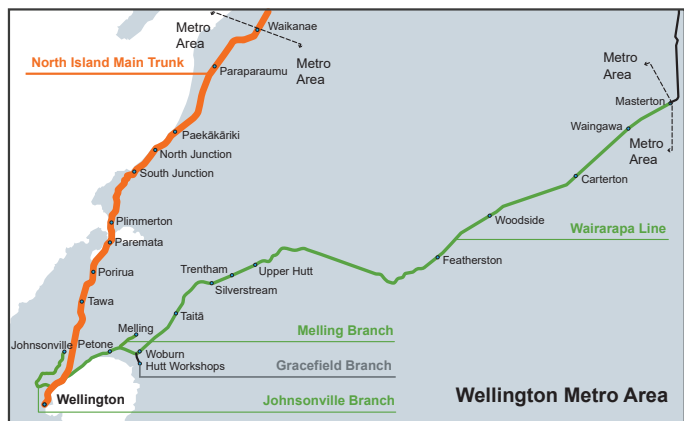 Metro
Area
Waikanae
Metro
Area
North Island Main Trunk
Paraparaumu
Metro
Area
Masterton
Waingawa
Metro
Area
Paekākāriki
North Junction
South Junction
Carterton
Plimmerton
Woodside
Wairarapa Line
Paremata
Featherston
Porirua
Trentham
Upper Hutt
Silverstream
Tawa
Taitā
Melling
Melling Branch
Johnsonville
Petone
Woburn
Hutt Workshops
Gracefield Branch
Wellington
Johnsonville Branch
Wellington Metro Area